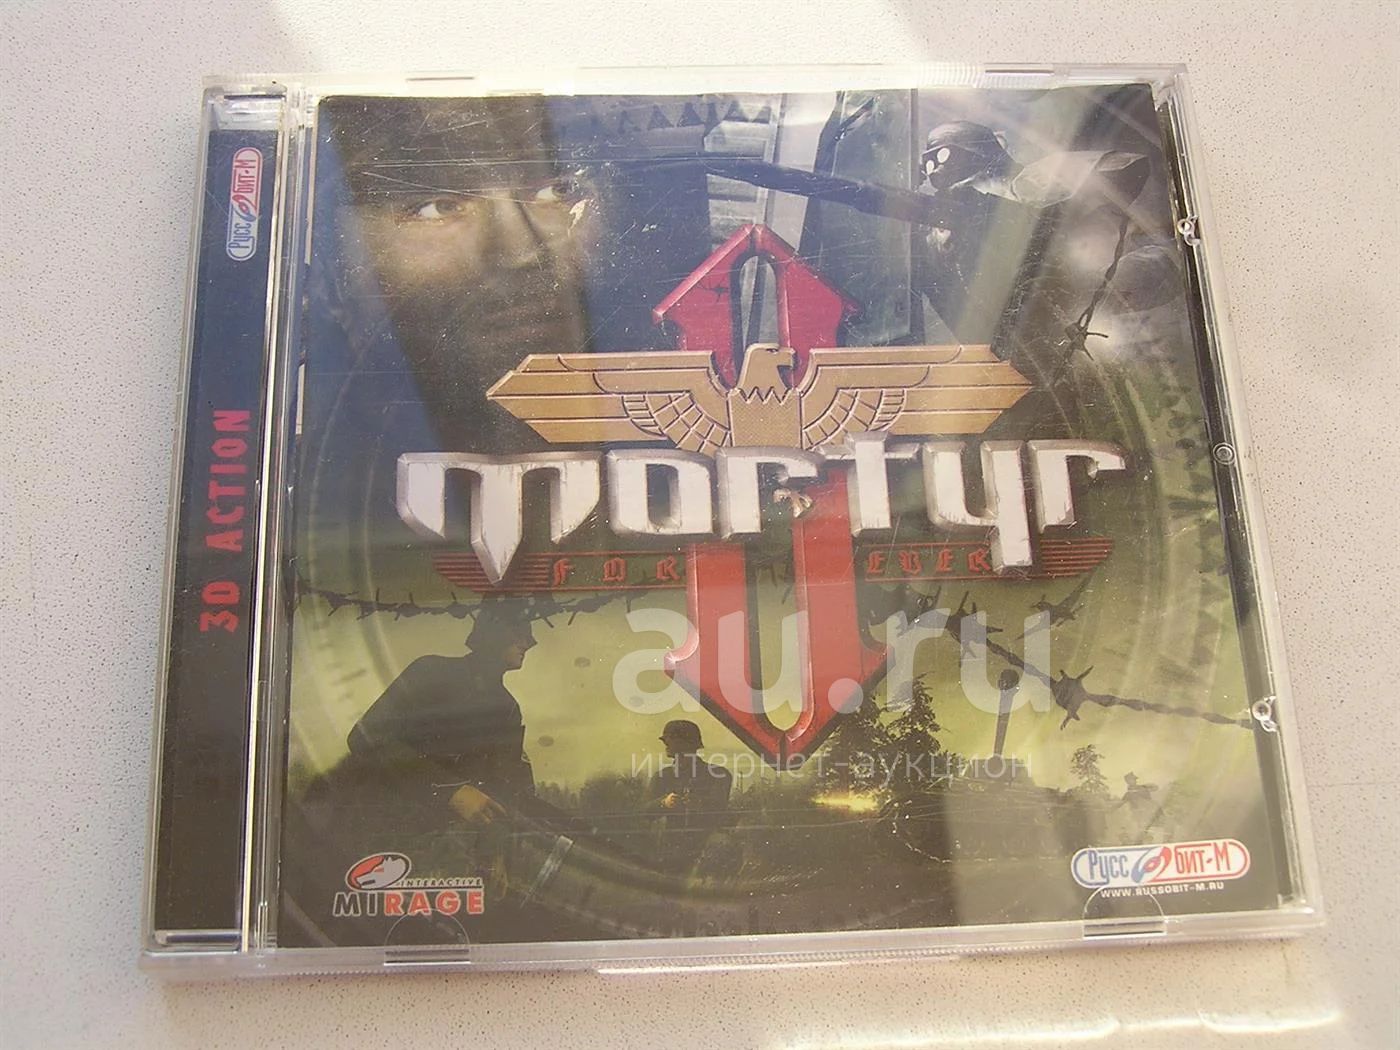 Русс бит-М
3D ACTION
mortyr
FOR EVER
au.ru
интернет-аукцион
INTERACTIVE
MIRAGE
Русс бит-М
WWW.RUSSOBIT-M.RU